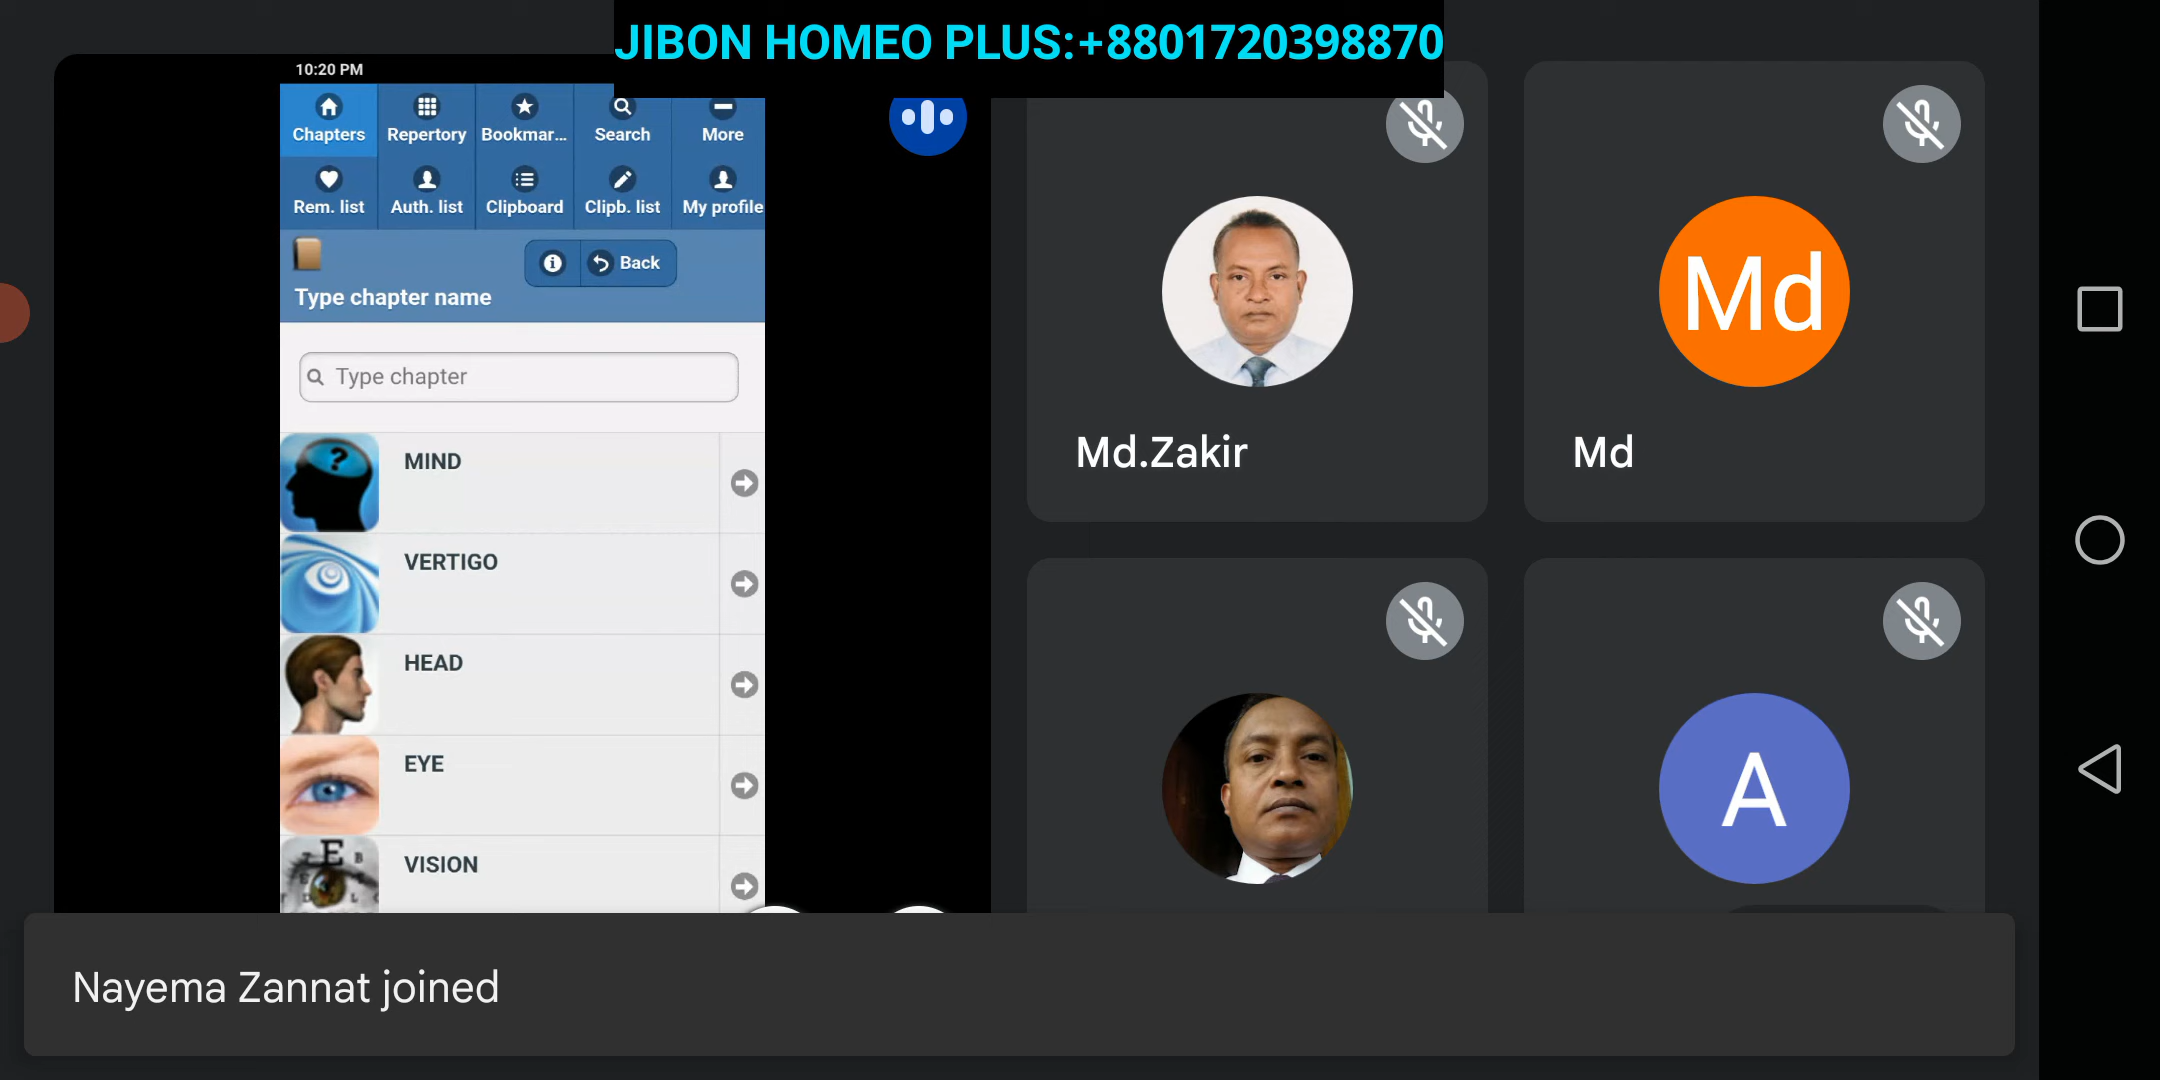 JIBON HOMEO PLUS:+8801720398870
10:20 PM
Chapters
Repertory
Bookmar...
Search
More
Rem. list
Auth. list
Clipboard
Clipb. list
My profile
Back
Type chapter name
Type chapter
MIND
VERTIGO
HEAD
EYE
VISION
Md.Zakir
Md
Md
A
Nayema Zannat joined